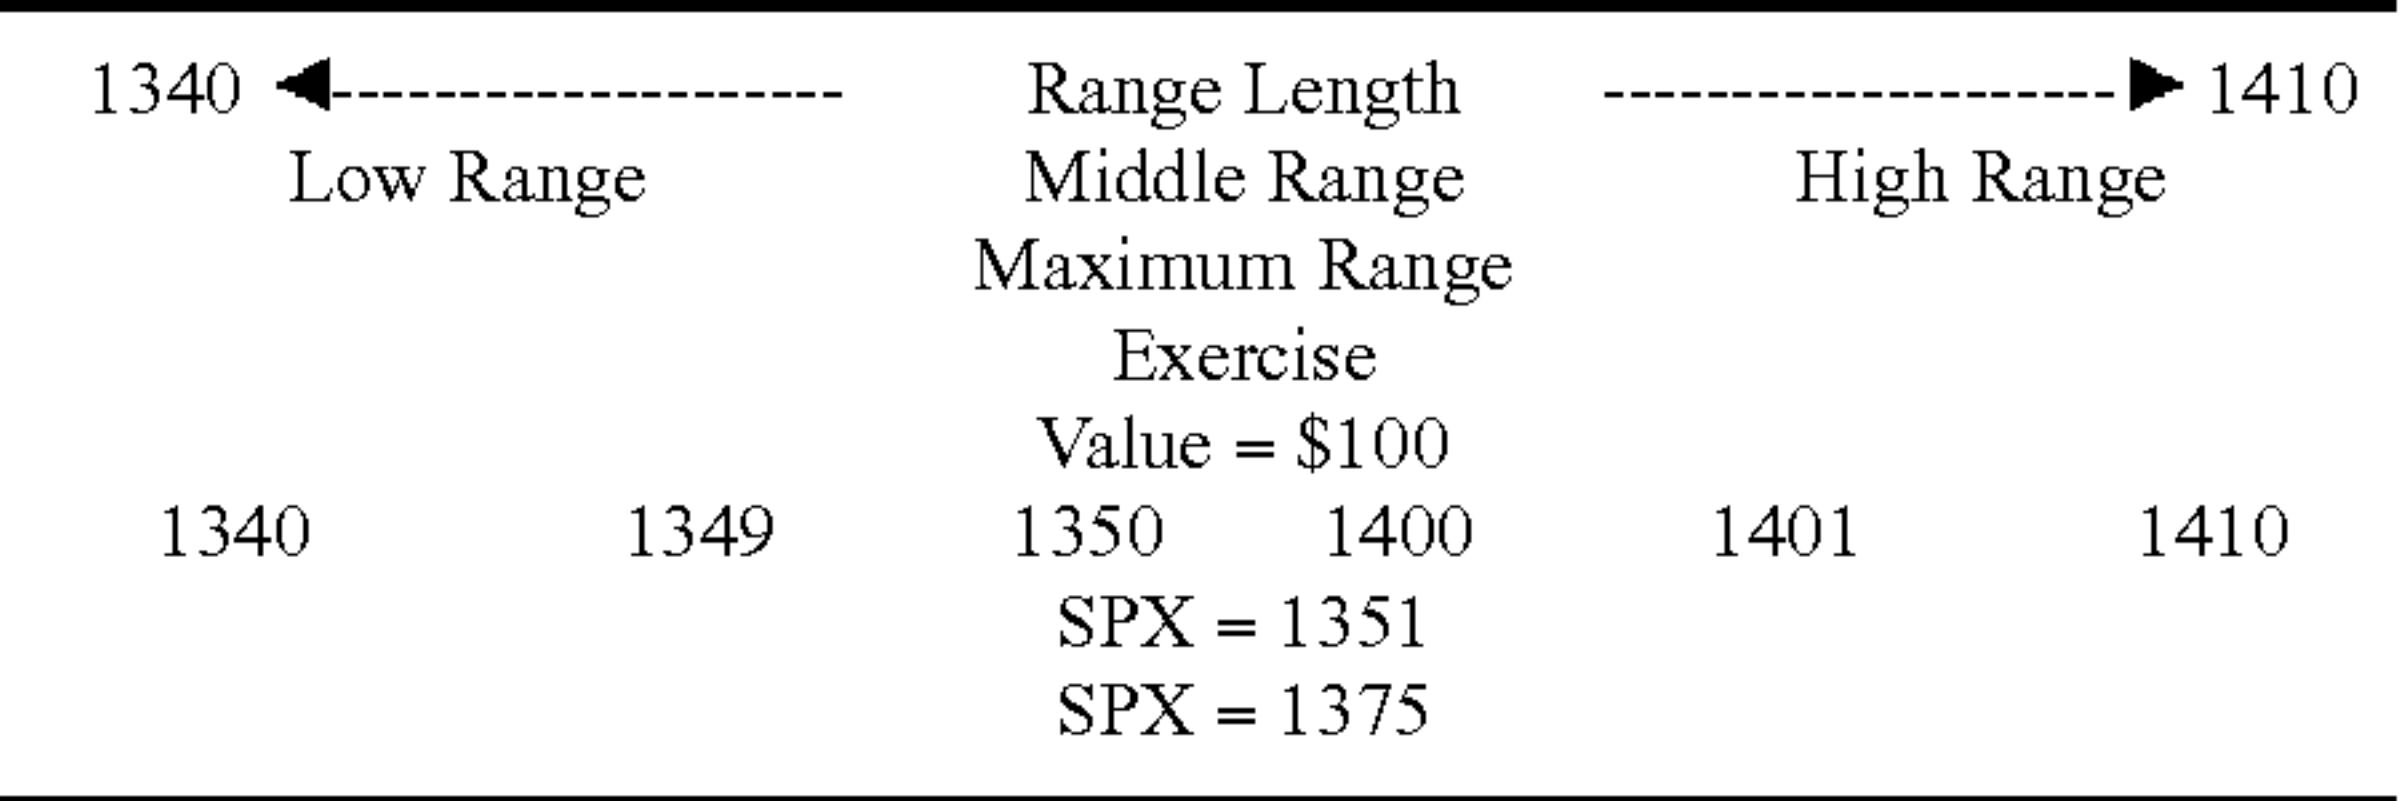 1340 ◄-------------------- Range Length --------------------► 1410
Low Range Middle Range High Range
Maximum Range
Exercise
Value = $100
1340 1349 1350 1400 1401 1410
SPX = 1351
SPX = 1375